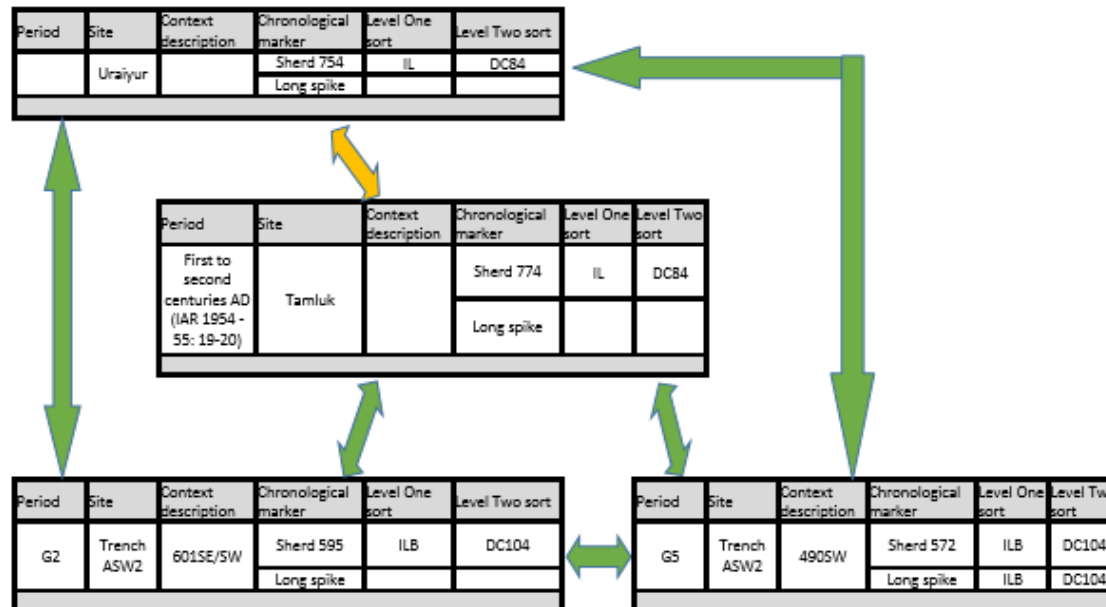 Period Site Context description Chronological marker Level One sort Level Two sort
Uraiyur Sherd 754 IL DC84
Long spike
Period Site Context description Chronological marker Level One sort Level Two sort
First to second centuries AD (IAR 1954 - 55: 19-20) Tamluk Sherd 774 IL DC84
Long spike
Period Site Context description Chronological marker Level One sort Level Two sort
G2 Trench ASW2 601SE/SW Sherd 595 ILB DC104
Long spike
Period Site Context description Chronological marker Level One sort Level Tw sort
G5 Trench ASW2 490SW Sherd 572 ILB DC104
Long spike ILB DC104